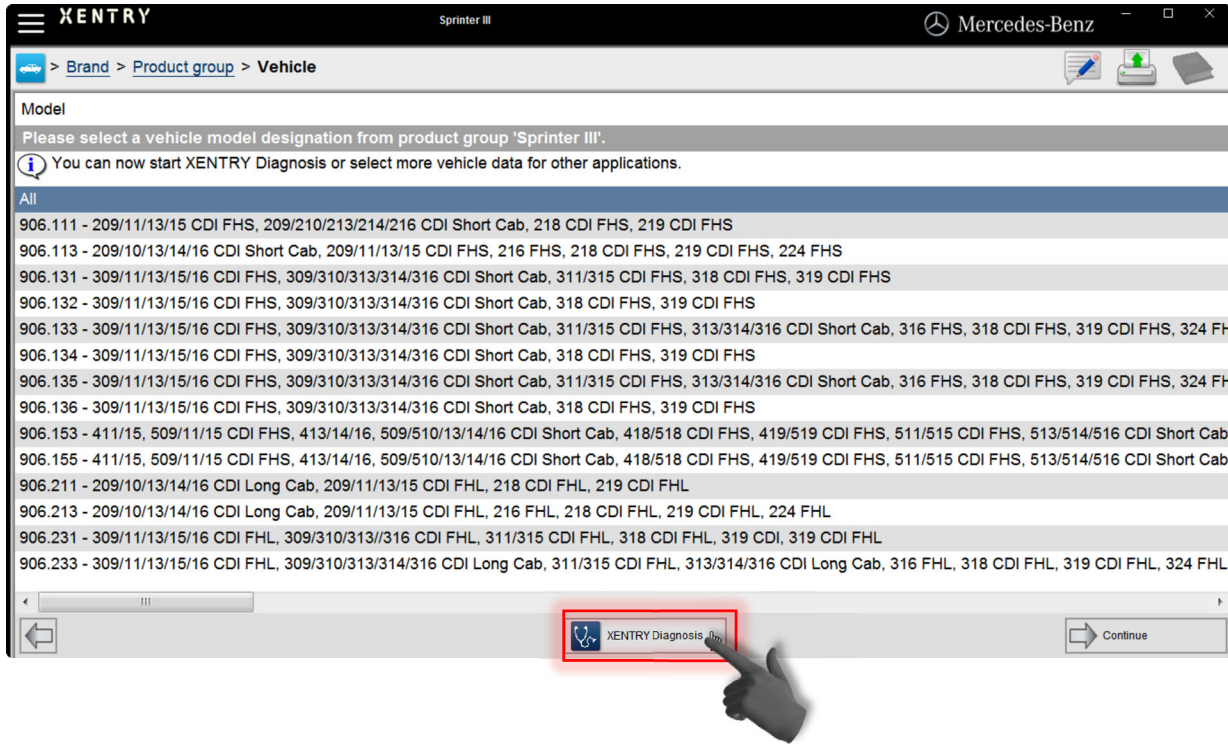 XENTRY
Sprinter III
Mercedes-Benz
> Brand > Product group > Vehicle
Model
Please select a vehicle model designation from product group 'Sprinter III'.
You can now start XENTRY Diagnosis or select more vehicle data for other applications.
All
906.111 - 209/11/13/15 CDI FHS, 209/210/213/214/216 CDI Short Cab, 218 CDI FHS, 219 CDI FHS
906.113 - 209/10/13/14/16 CDI Short Cab, 209/11/13/15 CDI FHS, 216 FHS, 218 CDI FHS, 219 CDI FHS, 224 FHS
906.131 - 309/11/13/15/16 CDI FHS, 309/310/313/314/316 CDI Short Cab, 311/315 CDI FHS, 318 CDI FHS, 319 CDI FHS
906.132 - 309/11/13/15/16 CDI FHS, 309/310/313/314/316 CDI Short Cab, 318 CDI FHS, 319 CDI FHS
906.133 - 309/11/13/15/16 CDI FHS, 309/310/313/314/316 CDI Short Cab, 311/315 CDI FHS, 313/314/316 CDI Short Cab, 316 FHS, 318 CDI FHS, 319 CDI FHS, 324 FH
906.134 - 309/11/13/15/16 CDI FHS, 309/310/313/314/316 CDI Short Cab, 318 CDI FHS, 319 CDI FHS
906.135 - 309/11/13/15/16 CDI FHS, 309/310/313/314/316 CDI Short Cab, 311/315 CDI FHS, 313/314/316 CDI Short Cab, 316 FHS, 318 CDI FHS, 319 CDI FHS, 324 FH
906.136 - 309/11/13/15/16 CDI FHS, 309/310/313/314/316 CDI Short Cab, 318 CDI FHS, 319 CDI FHS
906.153 - 411/15, 509/11/15 CDI FHS, 413/14/16, 509/510/13/14/16 CDI Short Cab, 418/518 CDI FHS, 419/519 CDI FHS, 511/515 CDI FHS, 513/514/516 CDI Short Cab
906.155 - 411/15, 509/11/15 CDI FHS, 413/14/16, 509/510/13/14/16 CDI Short Cab, 418/518 CDI FHS, 419/519 CDI FHS, 511/515 CDI FHS, 513/514/516 CDI Short Cab
906.211 - 209/10/13/14/16 CDI Long Cab, 209/11/13/15 CDI FHL, 218 CDI FHL, 219 CDI FHL
906.213 - 209/10/13/14/16 CDI Long Cab, 209/11/13/15 CDI FHL, 216 FHL, 218 CDI FHL, 219 CDI FHL, 224 FHL
906.231 - 309/11/13/15/16 CDI FHL, 309/310/313//316 CDI FHL, 311/315 CDI FHL, 318 CDI FHL, 319 CDI, 319 CDI FHL
906.233 - 309/11/13/15/16 CDI FHL, 309/310/313/314/316 CDI Long Cab, 311/315 CDI FHL, 313/314/316 CDI Long Cab, 316 FHL, 318 CDI FHL, 319 CDI FHL, 324 FHL
XENTRY Diagnosis
Continue